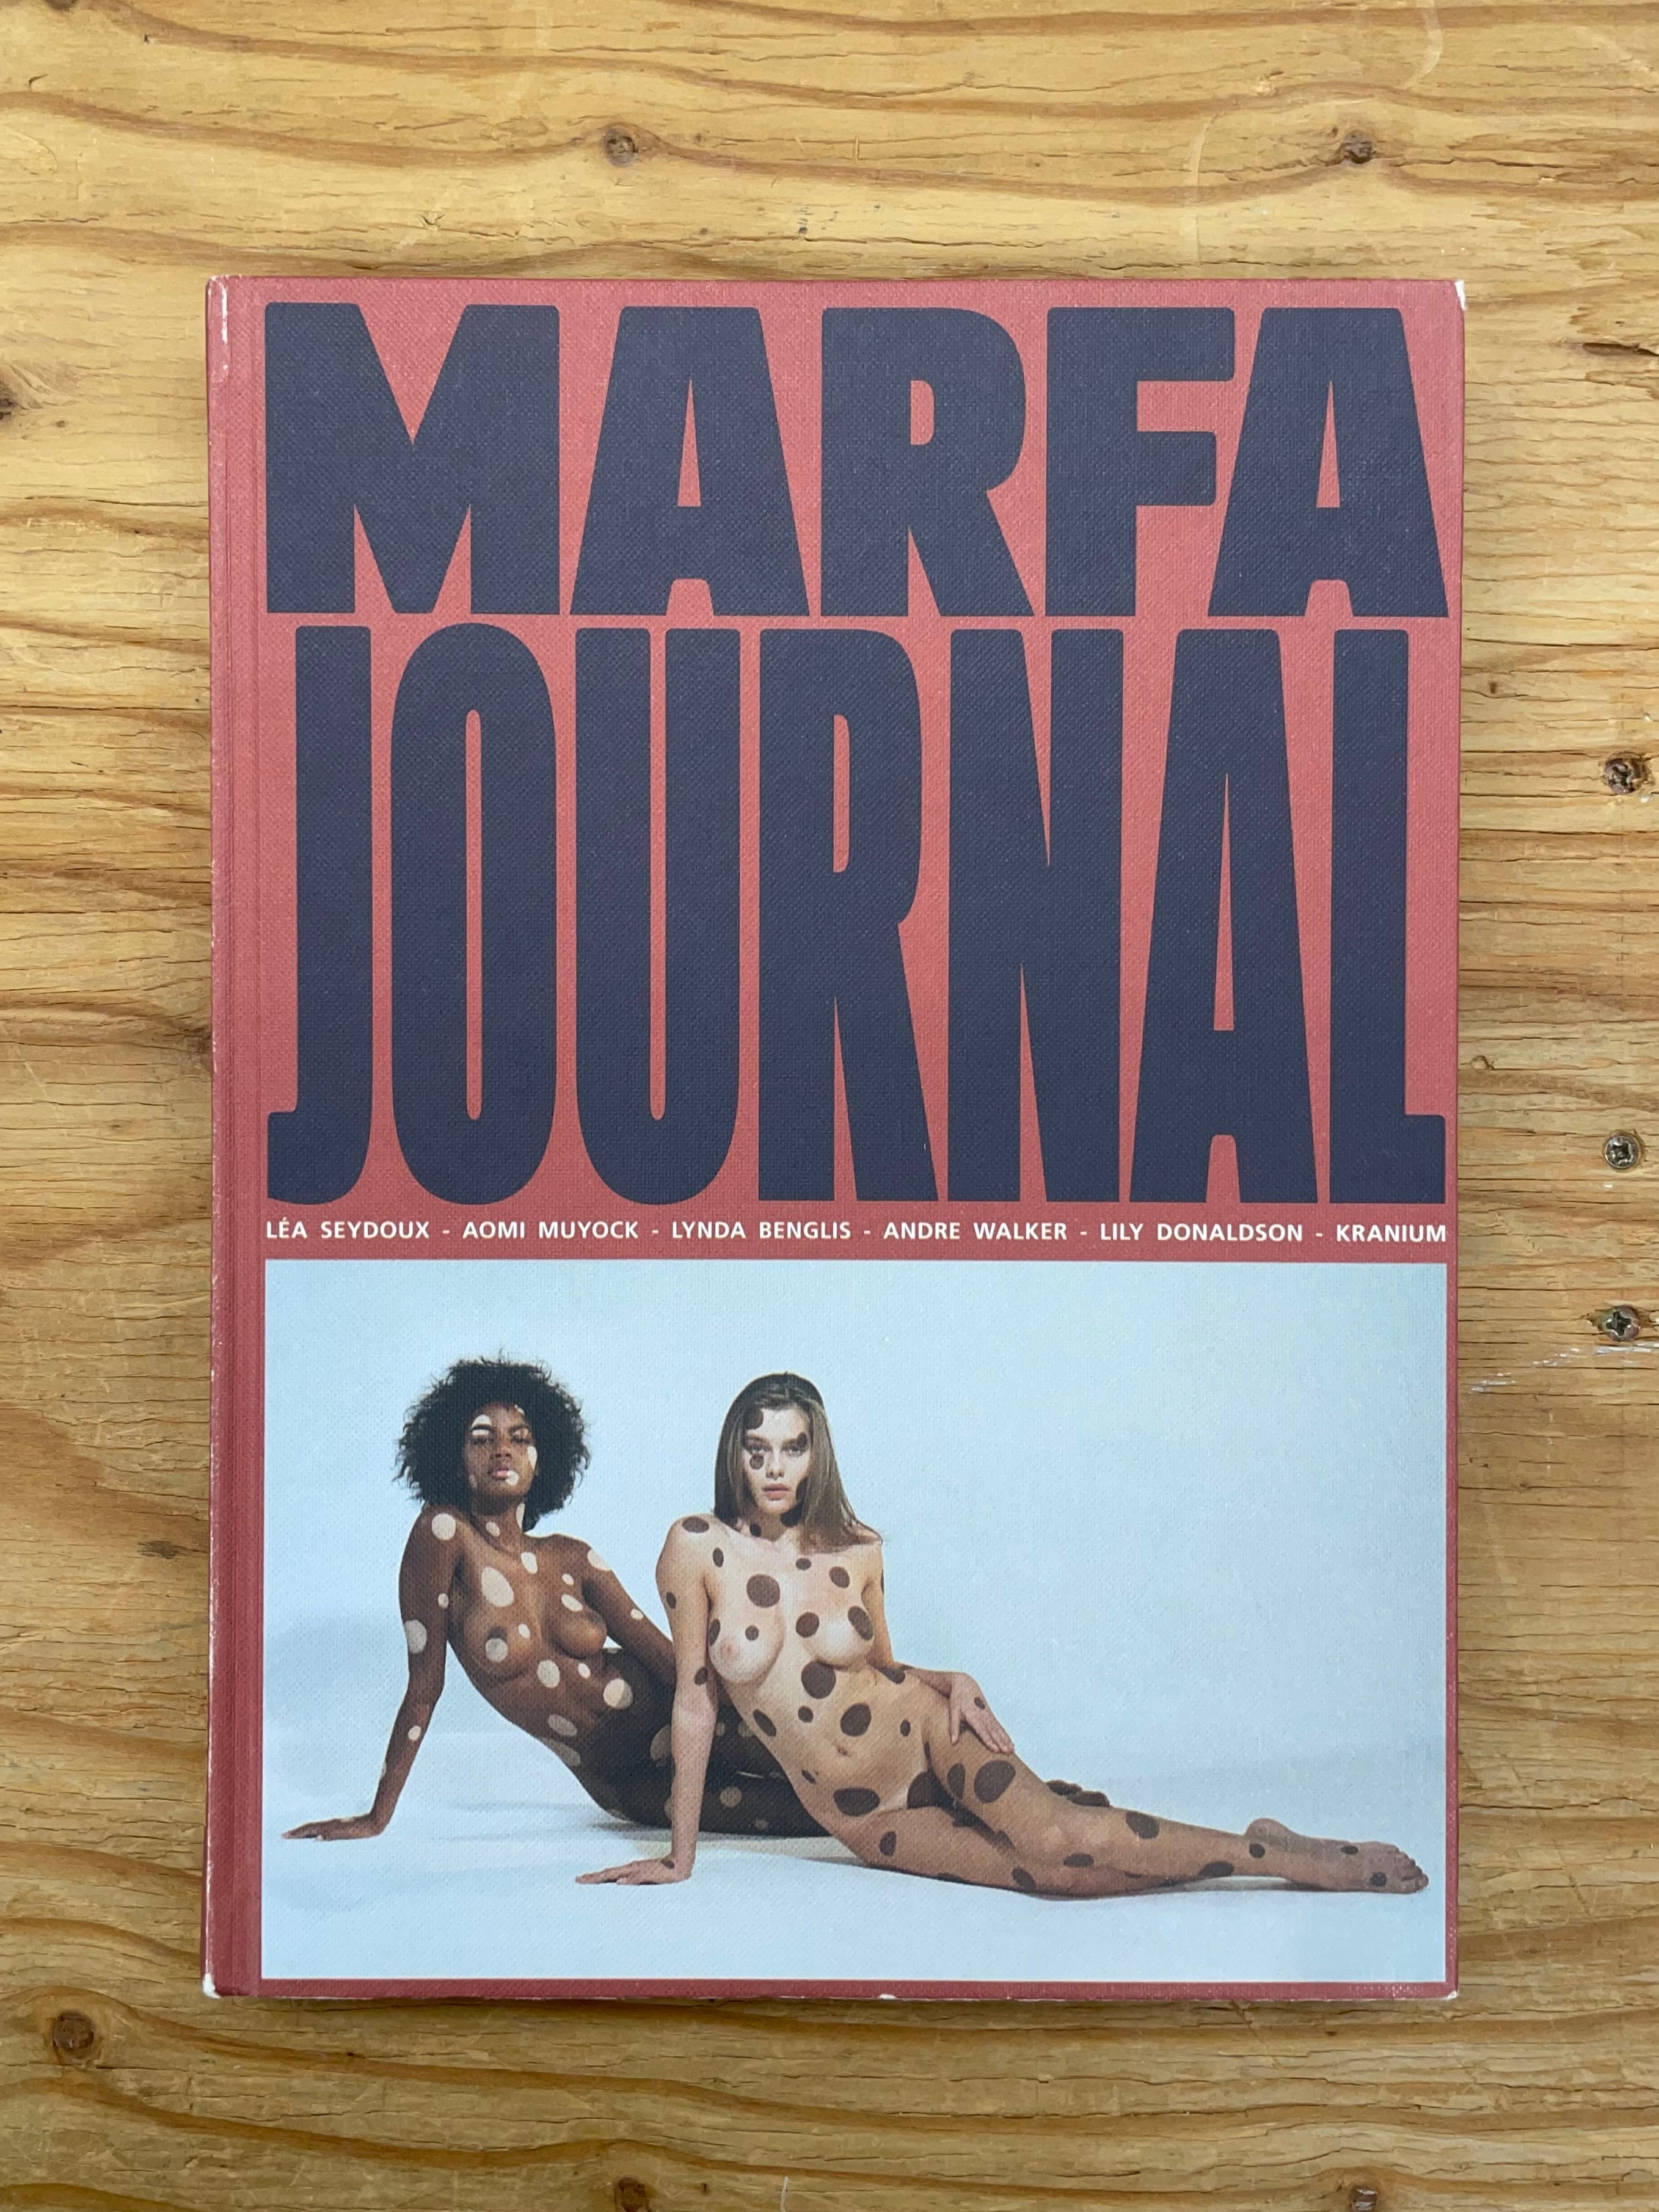 MARFA
JOURNAL
LÉA SEYDOUX - AOMI MUYOCK - LYNDA BENGLIS - ANDRE WALKER - LILY DONALDSON - KRANIUM